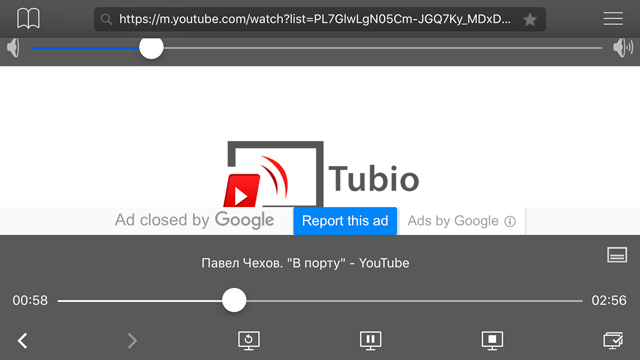 https://m.youtube.com/watch?list=PL7GlwLgN05Cm-JGQ7Ky_MDxD...
Tubio
Ad closed by Google Report this ad Ads by Google
Павел Чехов. "В порту" - YouTube
00:58 02:56